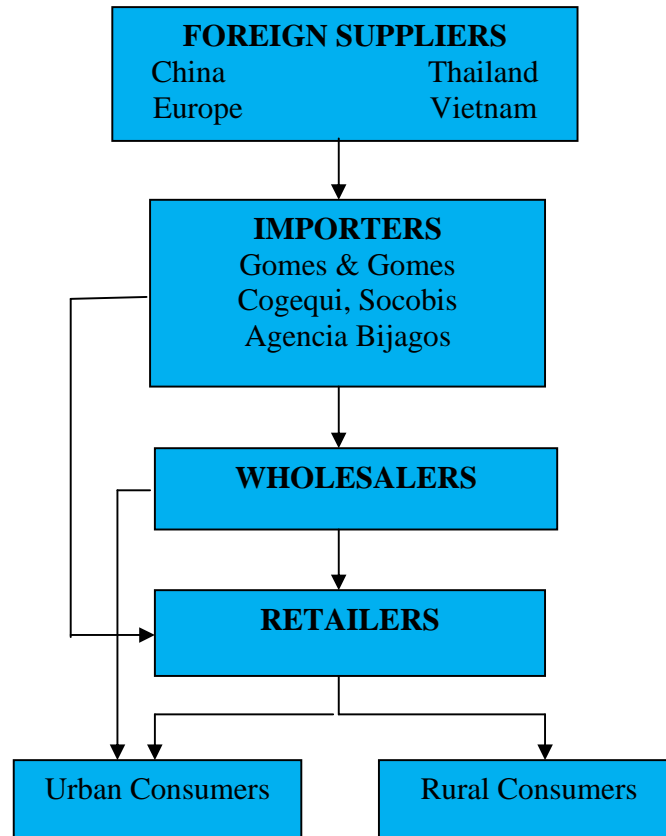 FOREIGN SUPPLIERS
China Thailand
Europe Vietnam
IMPORTERS
Gomes & Gomes
Cogequi, Socobis
Agencia Bijagos
WHOLESALERS
RETAILERS
Urban Consumers
Rural Consumers